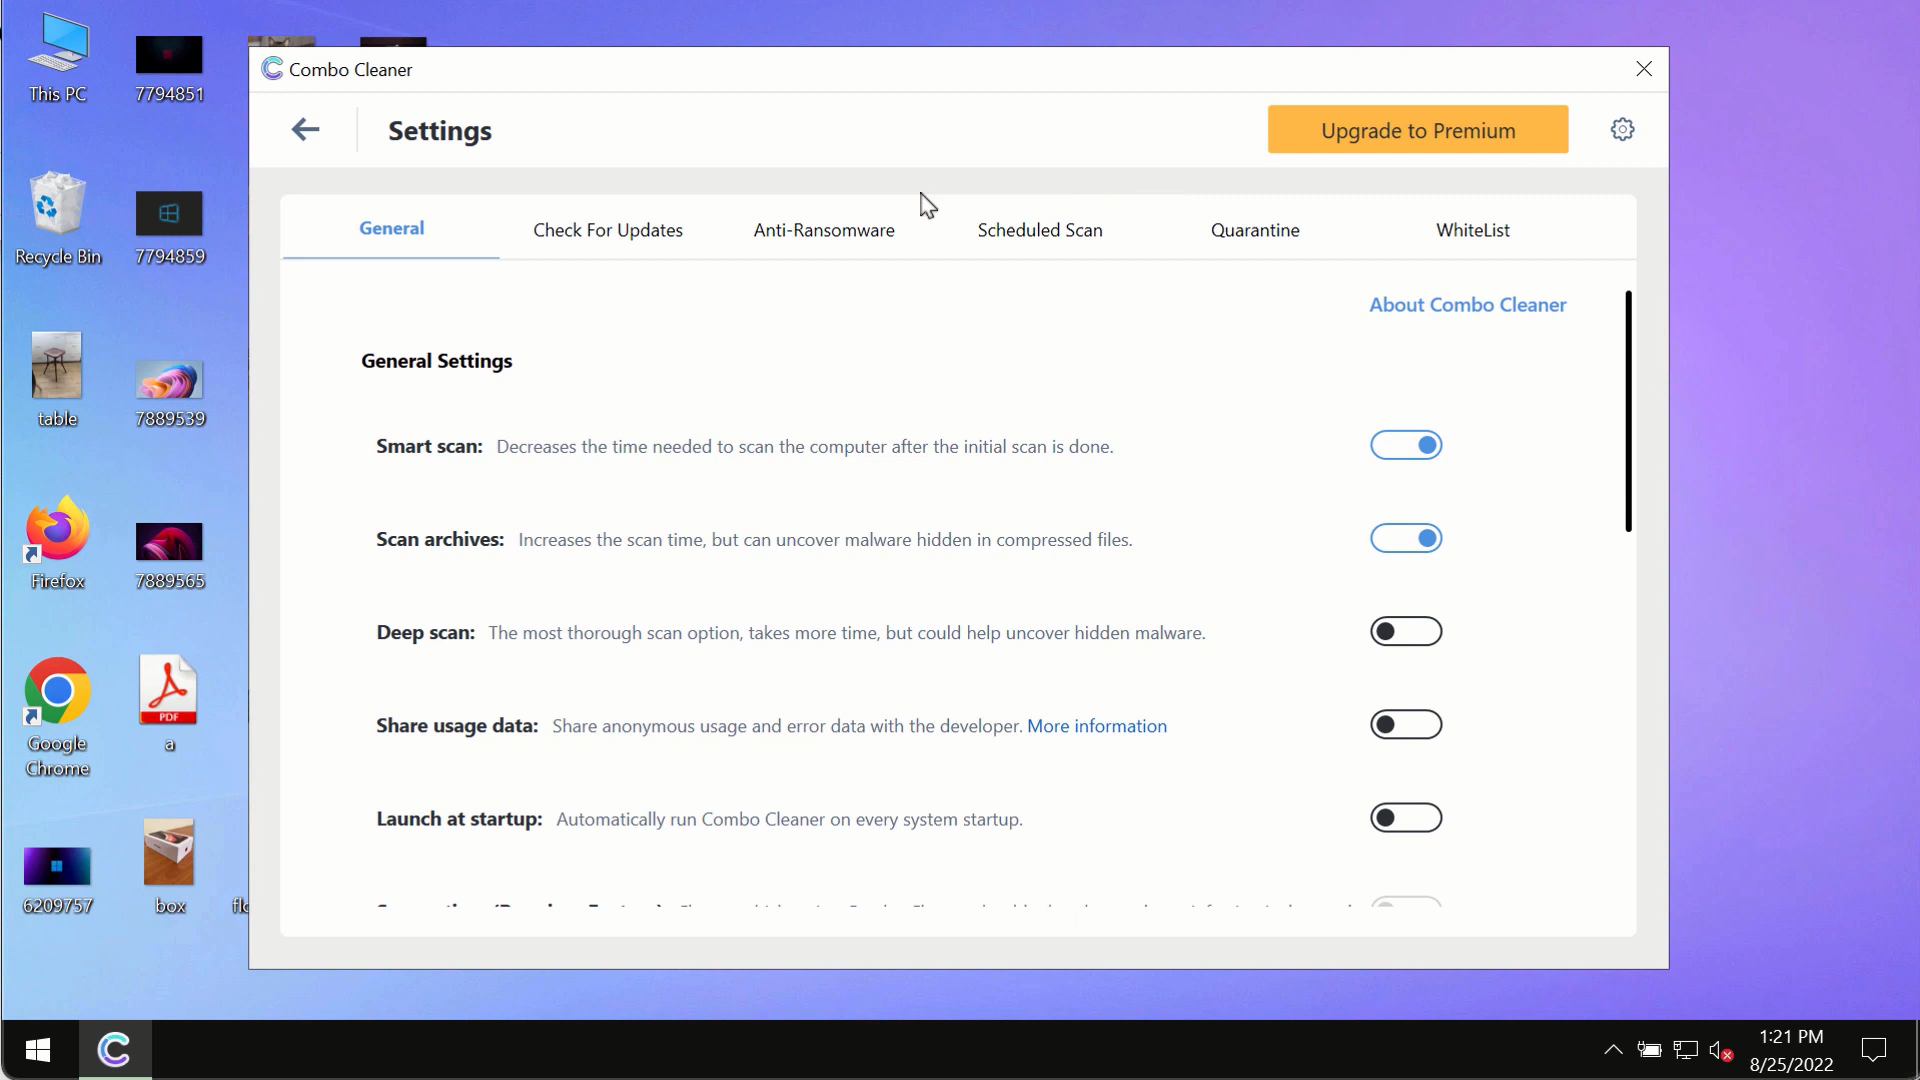 This PC
7794851
Combo Cleaner
Settings
Upgrade to Premium
Recycle Bin
7794859
General
Check For Updates
Anti-Ransomware
Scheduled Scan
Quarantine
WhiteList
About Combo Cleaner
General Settings
table
7889539
Smart scan: Decreases the time needed to scan the computer after the initial scan is done.
Scan archives: Increases the scan time, but can uncover malware hidden in compressed files.
Firefox
7889565
Deep scan: The most thorough scan option, takes more time, but could help uncover hidden malware.
Google
Chrome
PDF
a
Share usage data: Share anonymous usage and error data with the developer. More information
Launch at startup: Automatically run Combo Cleaner on every system startup.
6209757
box
1:21 PM
8/25/2022